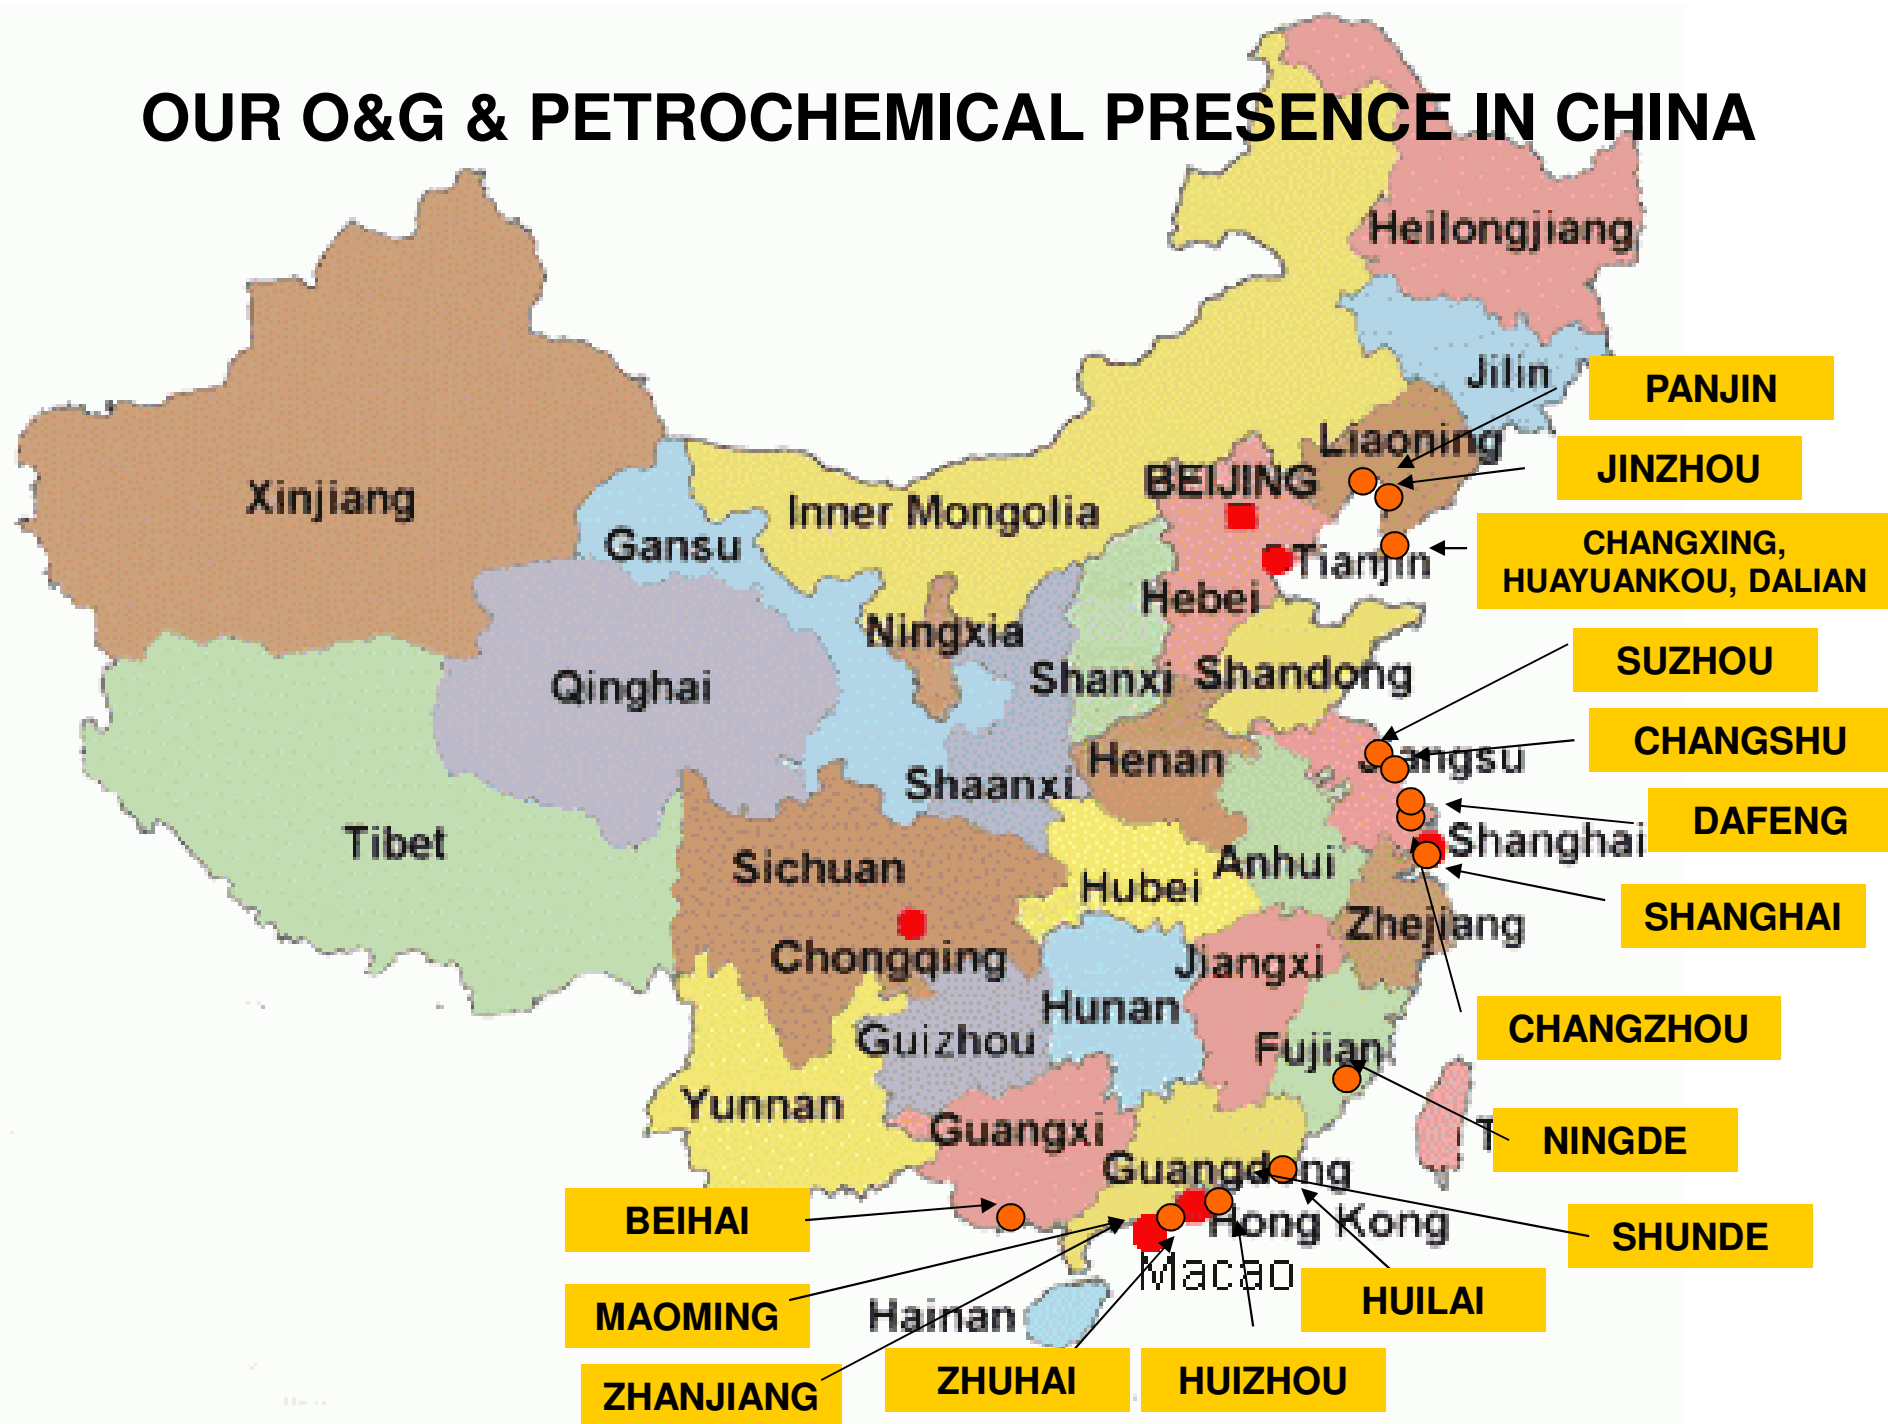 OUR O&G & PETROCHEMICAL PRESENCE IN CHINA
Heilongjiang
Jilin
PANJIN
Liaoning
JINZHOU
BEIJING
Xinjiang
Inner Mongolia
Gansu
CHANGXING,
HUAYUANKOU, DALIAN
Tianjin
Hebei
Ningxia
SUZHOU
Qinghai
Shanxi
Shandong
CHANGSHU
Henan
Jiangsu
Shaanxi
DAFENG
Tibet
Shanghai
Sichuan
Anhui
Hubei
SHANGHAI
Zhejiang
Chongqing
Jiangxi
Hunan
CHANGZHOU
Guizhou
Fujian
Yunnan
Guangxi
T
NINGDE
Guangdong
BEIHAI
Hong Kong
SHUNDE
Macao
HUILAI
MAOMING
Hainan
ZHANJIANG
ZHUHAI
HUIZHOU